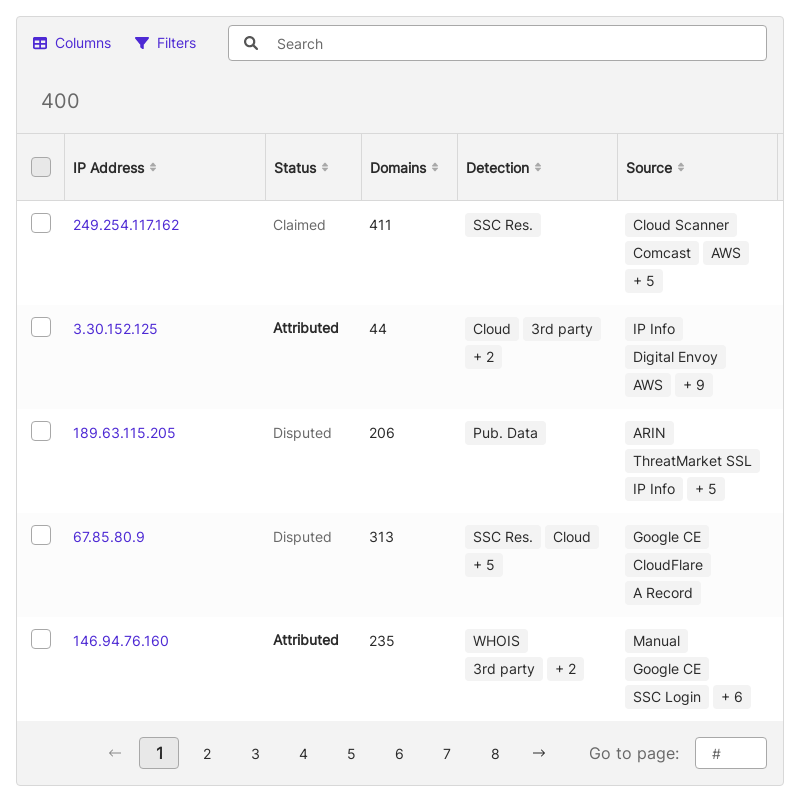 Columns Filters Search
400
IP Address Status Domains Detection Source
249.254.117.162 Claimed 411 SSC Res. Cloud Scanner
Comcast AWS
+ 5
3.30.152.125 Attributed 44 Cloud 3rd party IP Info
+ 2 Digital Envoy
AWS + 9
189.63.115.205 Disputed 206 Pub. Data ARIN
ThreatMarket SSL
IP Info + 5
67.85.80.9 Disputed 313 SSC Res. Cloud Google CE
+ 5 CloudFlare
A Record
146.94.76.160 Attributed 235 WHOIS Manual
3rd party + 2 Google CE
SSC Login + 6
← 1 2 3 4 5 6 7 8 → Go to page: #